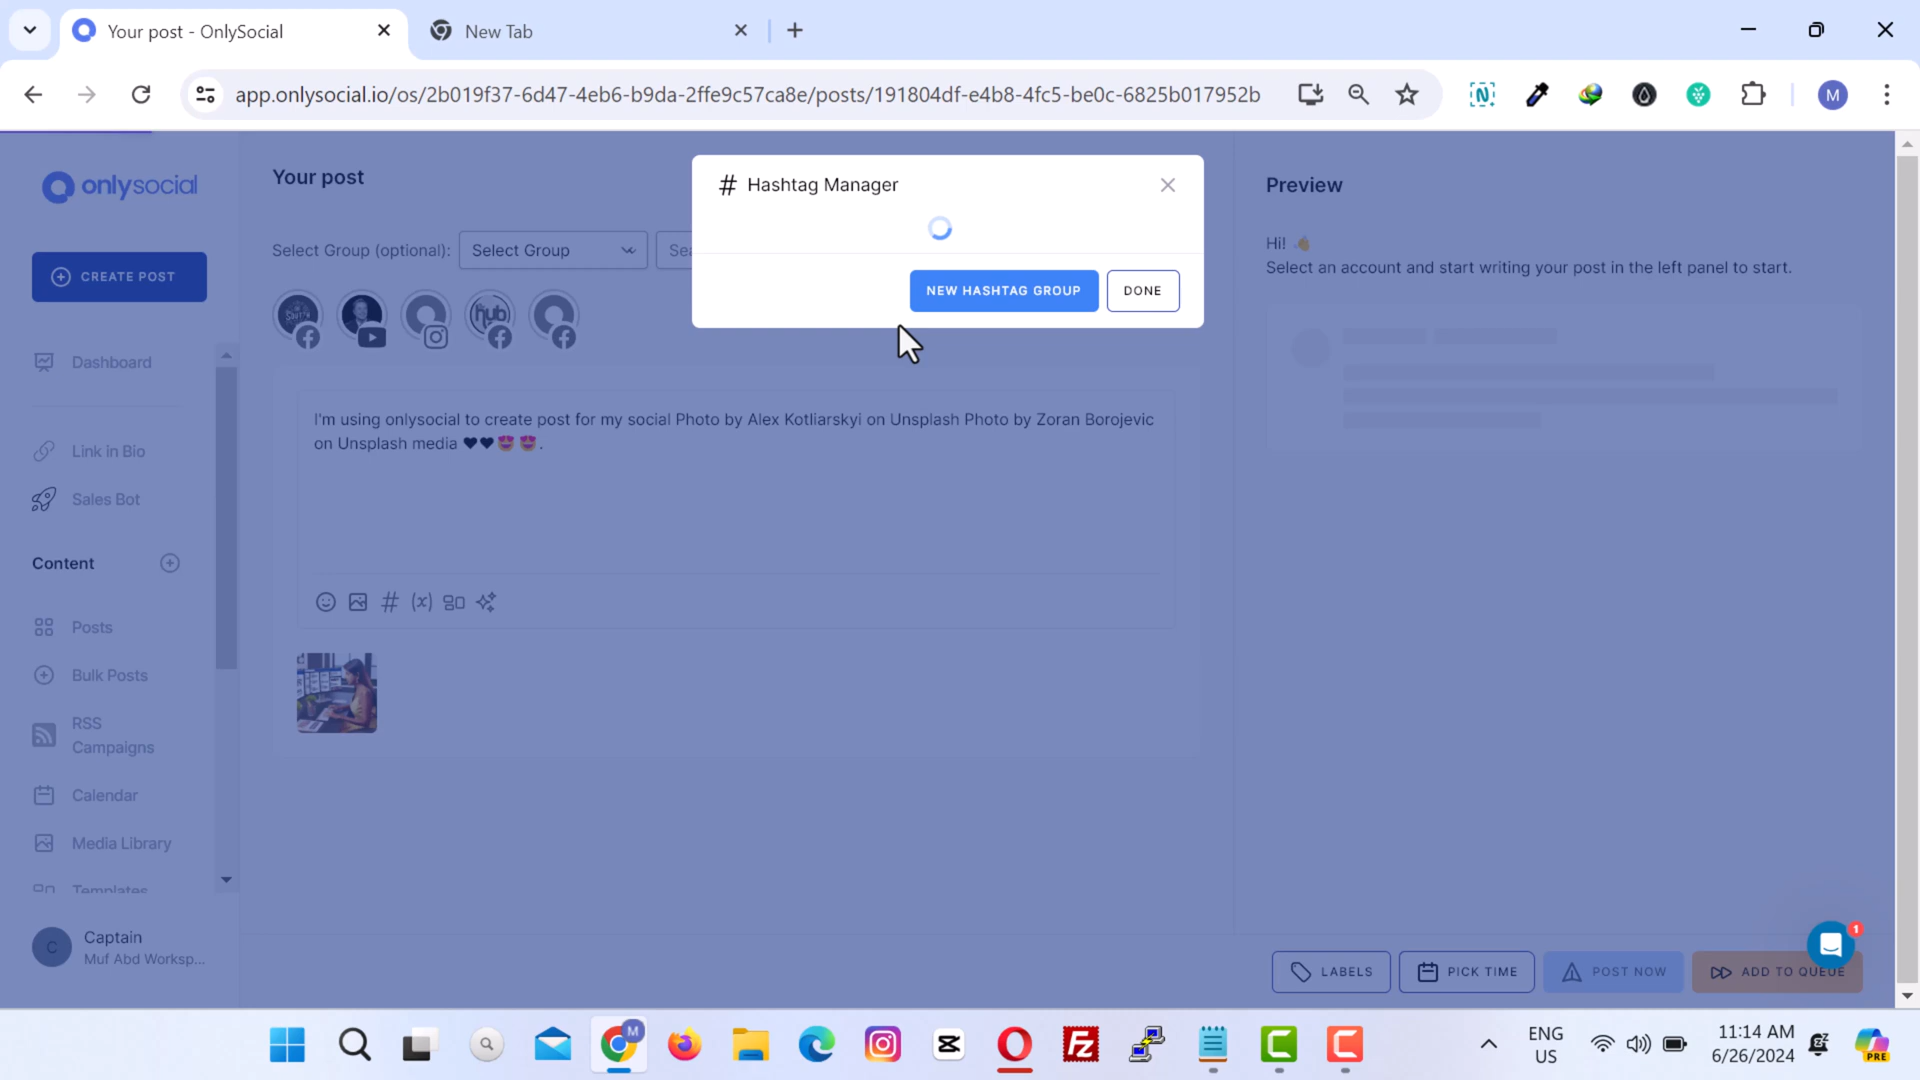 Your post - OnlySocial
New Tab
app.onlysocial.io/os/2b019f37-6d47-4eb6-b9da-2ffe9c57ca8e/posts/191804df-e4b8-4fc5-be0c-6825b017952b
M
onlysocial
CREATE POST
Dashboard
Link in Bio
Sales Bot
Content
Posts
Bulk Posts
RSS
Campaigns
Calendar
Media Library
Templates
C
Captain
Muf Abd Worksp...
Your post
Select Group (optional):
Select Group
Sea
hub
# Hashtag Manager
NEW HASHTAG GROUP
DONE
I'm using onlysocial to create post for my social Photo by Alex Kotliarskyi on Unsplash Photo by Zoran Borojevic
on Unsplash media 🖤🖤😍😍.
# (x)
Preview
Hi! 👋
Select an account and start writing your post in the left panel to start.
1
LABELS
PICK TIME
POST NOW
ADD TO QUEUE
M
ENG
US
11:14 AM
6/26/2024
PRE